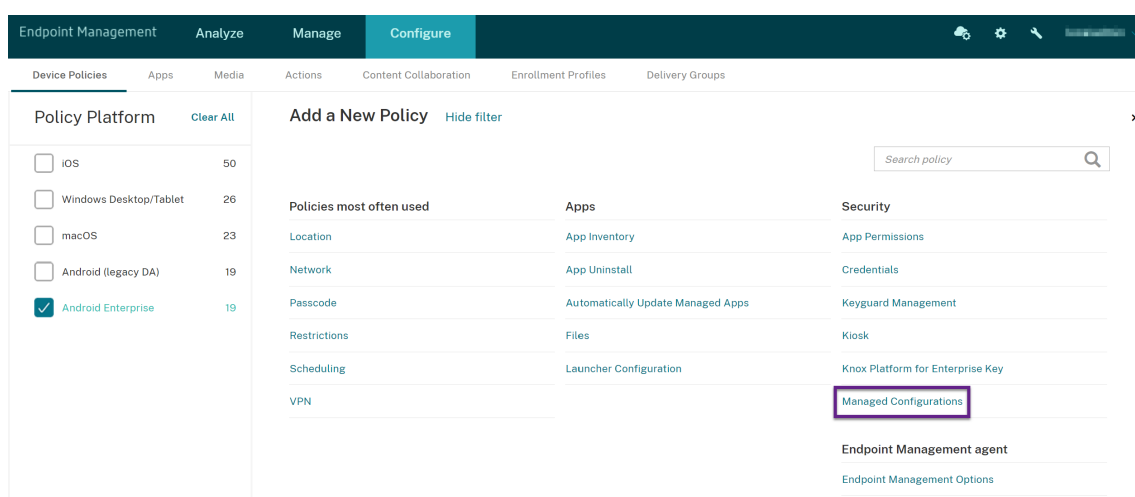 Endpoint Management Analyze Manage Configure
Device Policies Apps Media Actions Content Collaboration Enrollment Profiles Delivery Groups
Policy Platform Clear All
iOS 50
Windows Desktop/Tablet 26
macOS 23
Android (legacy DA) 19
Android Enterprise 19
Add a New Policy Hide filter
Search policy
Policies most often used
Location
Network
Passcode
Restrictions
Scheduling
VPN
Apps
App Inventory
App Uninstall
Automatically Update Managed Apps
Files
Launcher Configuration
Security
App Permissions
Credentials
Keyguard Management
Kiosk
Knox Platform for Enterprise Key
Managed Configurations
Endpoint Management agent
Endpoint Management Options